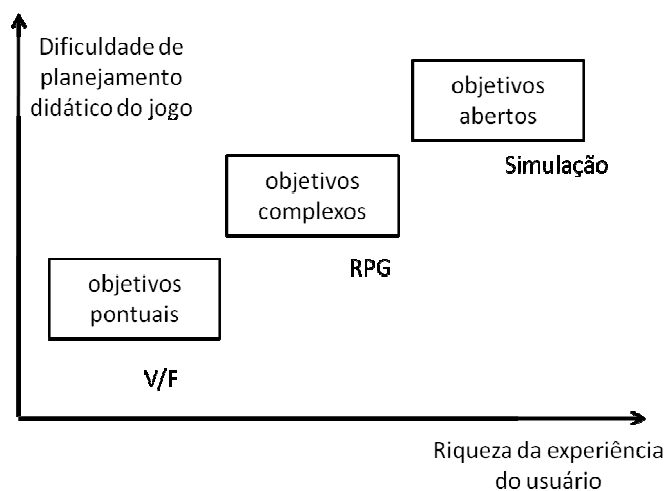 Dificuldade de
planejamento
didático do jogo
objetivos
abertos
Simulação
objetivos
complexos
RPG
objetivos
pontuais
V/F
Riqueza da experiência
do usuário